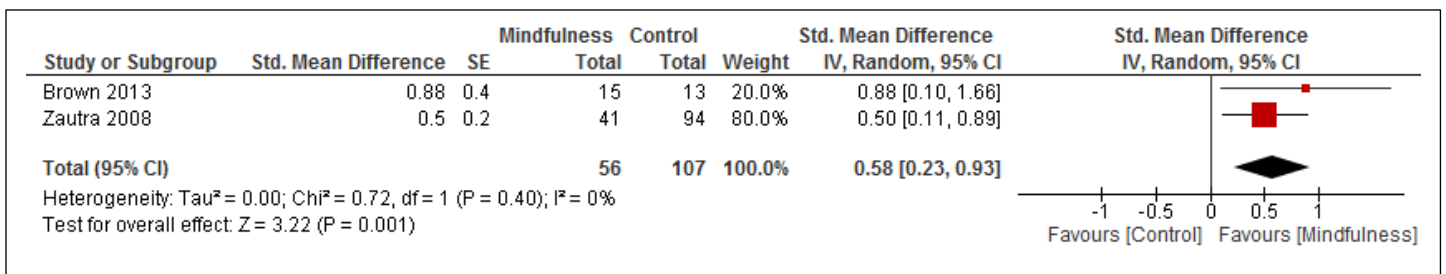 Mindfulness Control Std. Mean Difference Std. Mean Difference
Study or Subgroup Std. Mean Difference SE Total Total Weight IV, Random, 95% CI IV, Random, 95% CI
Brown 2013 0.88 0.4 15 13 20.0% 0.88 [0.10, 1.66]
Zautra 2008 0.5 0.2 41 94 80.0% 0.50 [0.11, 0.89]
Total (95% CI) 56 107 100.0% 0.58 [0.23, 0.93]
Heterogeneity: Tau² = 0.00; Chi² = 0.72, df = 1 (P = 0.40); I² = 0%
Test for overall effect: Z = 3.22 (P = 0.001)
-1 -0.5 0 0.5 1
Favours [Control] Favours [Mindfulness]